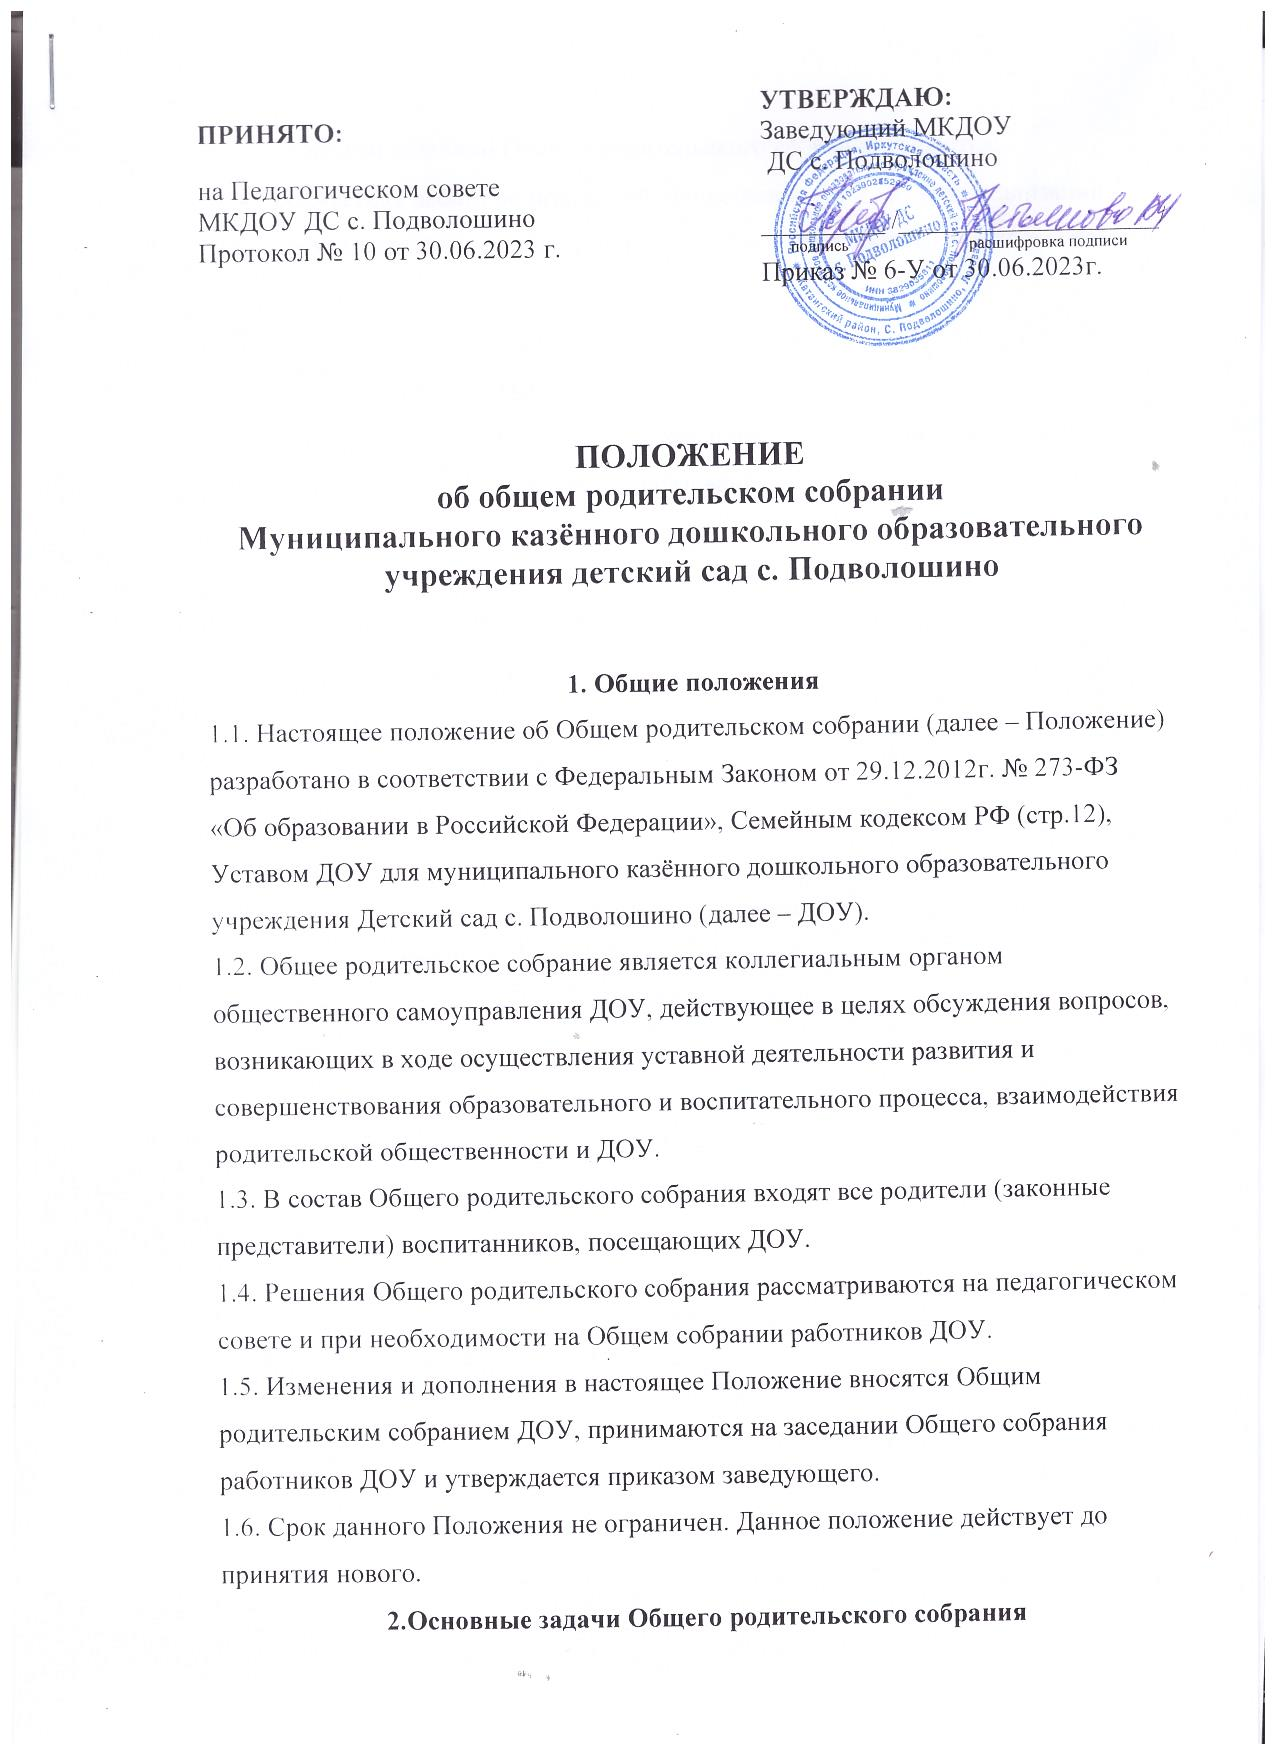 ПРИНЯТО:
на Педагогическом совете
МКДОУ ДС с. Подволошино
Протокол № 10 от 30.06.2023 г.
УТВЕРЖДАЮ:
Заведующий МКДОУ
ДС с. Подволошино
подпись расшифровка подписи
Приказ № 6-У от 30.06.2023г.
МКДОУ ДС
с. Подволошино
ПОЛОЖЕНИЕ
об общем родительском собрании
Муниципального казённого дошкольного образовательного
учреждения детский сад с. Подволошино
1. Общие положения
1.1. Настоящее положение об Общем родительском собрании (далее – Положение)
разработано в соответствии с Федеральным Законом от 29.12.2012г. № 273-ФЗ
«Об образовании в Российской Федерации», Семейным кодексом РФ (стр.12),
Уставом ДОУ для муниципального казённого дошкольного образовательного
учреждения Детский сад с. Подволошино (далее – ДОУ).
1.2. Общее родительское собрание является коллегиальным органом
общественного самоуправления ДОУ, действующее в целях обсуждения вопросов,
возникающих в ходе осуществления уставной деятельности развития и
совершенствования образовательного и воспитательного процесса, взаимодействия
родительской общественности и ДОУ.
1.3. В состав Общего родительского собрания входят все родители (законные
представители) воспитанников, посещающих ДОУ.
1.4. Решения Общего родительского собрания рассматриваются на педагогическом
совете и при необходимости на Общем собрании работников ДОУ.
1.5. Изменения и дополнения в настоящее Положение вносятся Общим
родительским собранием ДОУ, принимаются на заседании Общего собрания
работников ДОУ и утверждается приказом заведующего.
1.6. Срок данного Положения не ограничен. Данное положение действует до
принятия нового.
2.Основные задачи Общего родительского собрания